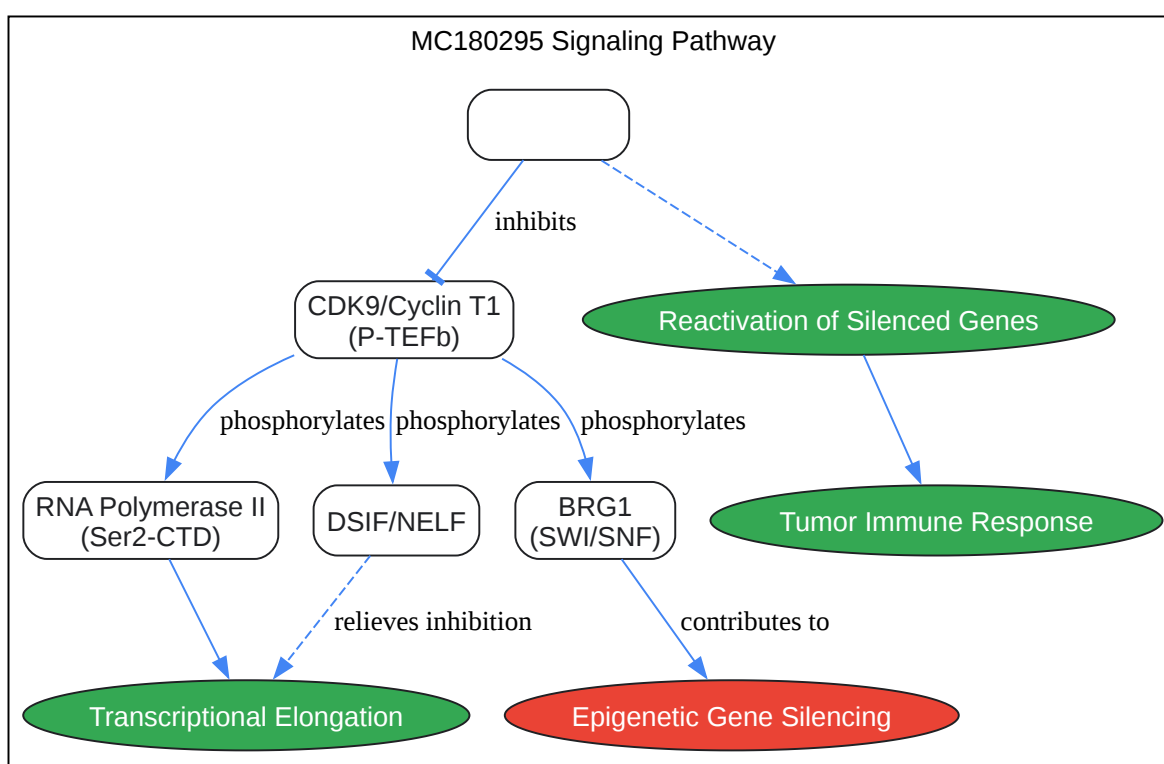 MC180295 Signaling Pathway
inhibits
CDK9/Cyclin T1
(P-TEFb)
Reactivation of Silenced Genes
phosphorylates
phosphorylates
phosphorylates
RNA Polymerase II
(Ser2-CTD)
DSIF/NELF
BRG1
(SWI/SNF)
Tumor Immune Response
relieves inhibition
contributes to
Transcriptional Elongation
Epigenetic Gene Silencing